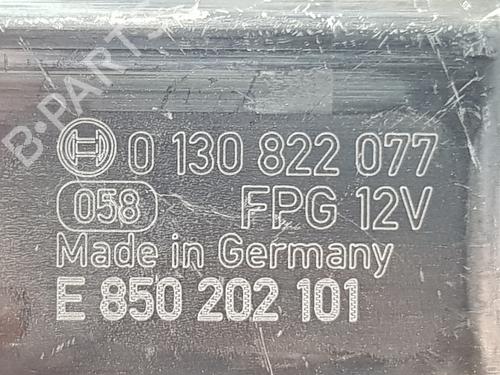 B-PARTS
0 130 822 077
058 FPG 12V
Made in Germany
E 850 202 101